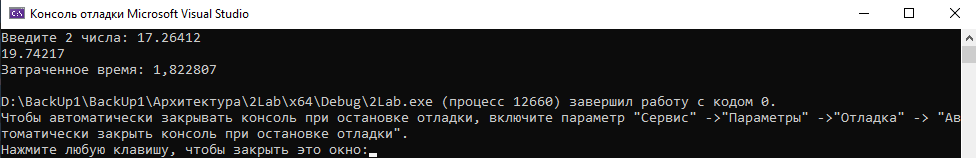 Консоль отладки Microsoft Visual Studio
Введите 2 числа: 17.26412
19.74217
Затраченное время: 1,822807
D:\BackUp1\BackUp1\Архитектура\2Lab\x64\Debug\2Lab.exe (процесс 12660) завершил работу с кодом 0.
Чтобы автоматически закрывать консоль при остановке отладки, включите параметр "Сервис" ->"Параметры" ->"Отладка" -> "Ав
томатически закрыть консоль при остановке отладки".
Нажмите любую клавишу, чтобы закрыть это окно: